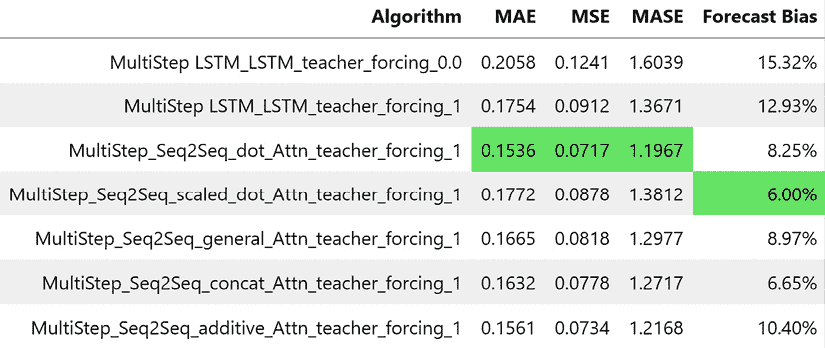 Algorithm MAE MSE MASE Forecast Bias
MultiStep LSTM_LSTM_teacher_forcing_0.0 0.2058 0.1241 1.6039 15.32%
MultiStep LSTM_LSTM_teacher_forcing_1 0.1754 0.0912 1.3671 12.93%
MultiStep_Seq2Seq_dot_Attn_teacher_forcing_1 0.1536 0.0717 1.1967 8.25%
MultiStep_Seq2Seq_scaled_dot_Attn_teacher_forcing_1 0.1772 0.0878 1.3812 6.00%
MultiStep_Seq2Seq_general_Attn_teacher_forcing_1 0.1665 0.0818 1.2977 8.97%
MultiStep_Seq2Seq_concat_Attn_teacher_forcing_1 0.1632 0.0778 1.2717 6.65%
MultiStep_Seq2Seq_additive_Attn_teacher_forcing_1 0.1561 0.0734 1.2168 10.40%